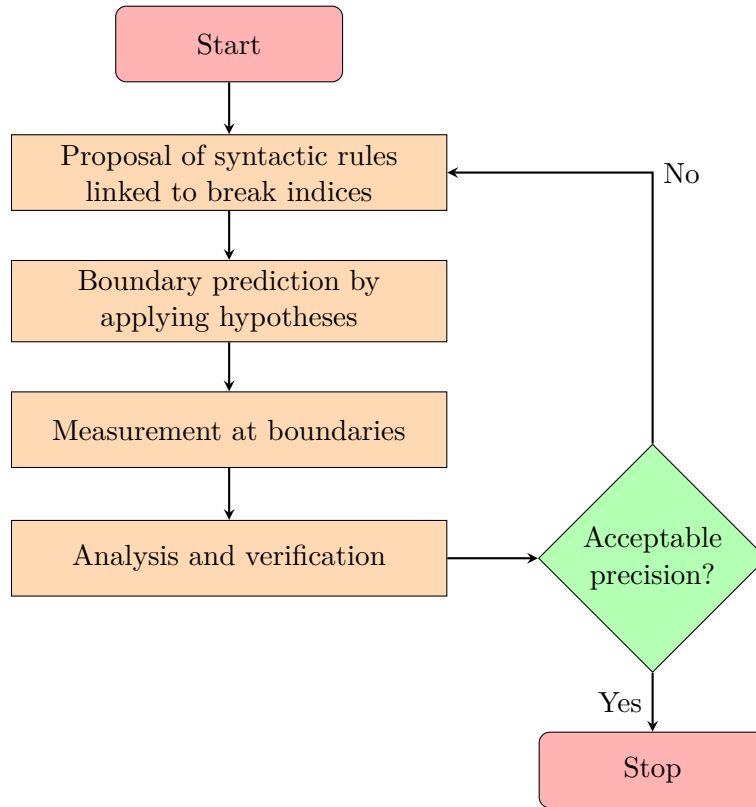 Start
Proposal of syntactic rules
linked to break indices
No
Boundary prediction by
applying hypotheses
Measurement at boundaries
Analysis and verification
Acceptable
precision?
Yes
Stop